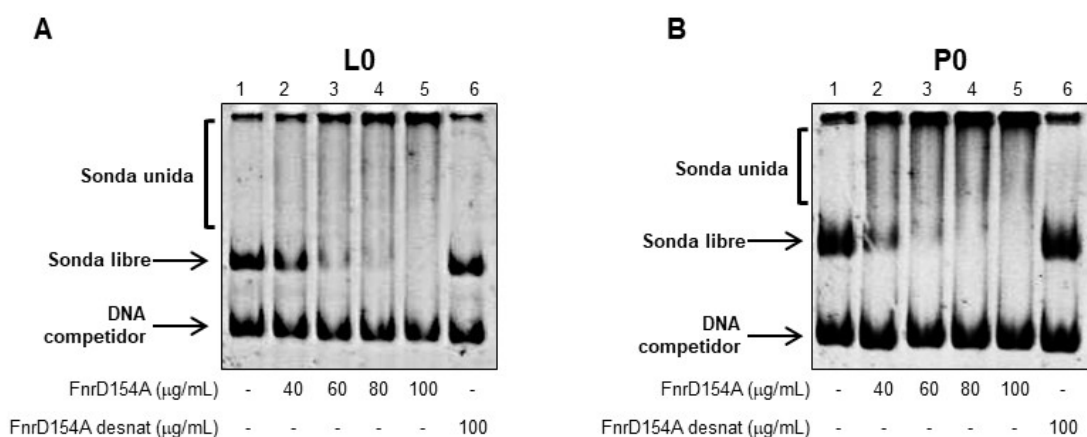 A
L0
1 2 3 4 5 6
Sonda unida
Sonda libre
DNA
competidor
FnrD154A (µg/mL) - 40 60 80 100 -
FnrD154A desnat (µg/mL) - - - - - 100
B
P0
1 2 3 4 5 6
Sonda unida
Sonda libre
DNA
competidor
FnrD154A (µg/mL) - 40 60 80 100 -
FnrD154A desnat (µg/mL) - - - - - 100